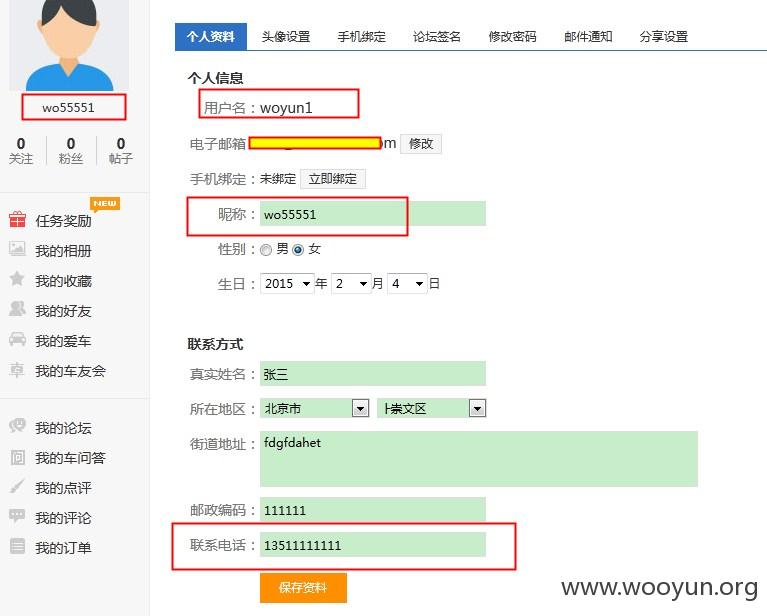 wo55551
0 0 0
关注 粉丝 帖子
NEW
任务奖励
我的相册
我的收藏
我的好友
我的爱车
我的车友会
我的论坛
我的车问答
我的点评
我的评论
我的订单
个人资料 头像设置 手机绑定 论坛签名 修改密码 邮件通知 分享设置
个人信息
用户名：woyun1
电子邮箱 om 修改
手机绑定：未绑定 立即绑定
昵称：wo55551
性别：男 女
生日：2015 年 2 月 4 日
联系方式
真实姓名：张三
所在地区：北京市 崇文区
街道地址：fdgfdahet
邮政编码：111111
联系电话：13511111111
保存资料
www.wooyun.org